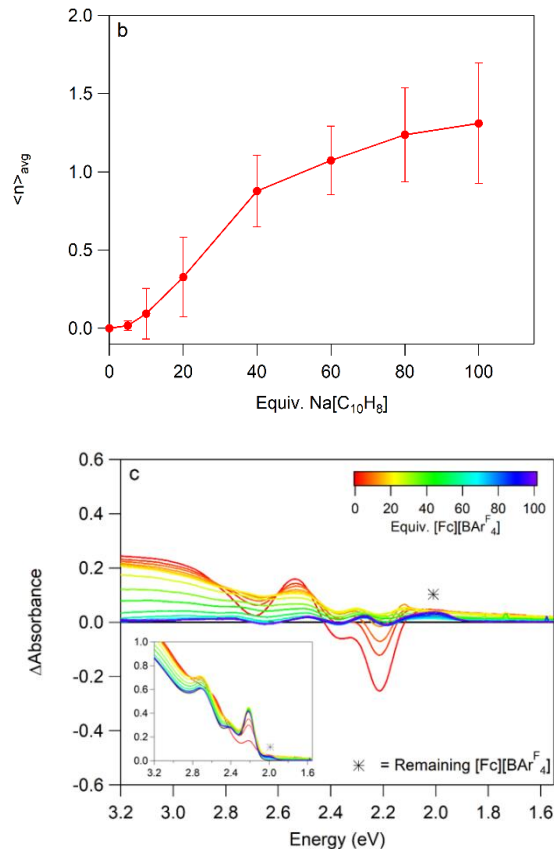 b
2.0
1.5
1.0
0.5
0.0
<n>avg
0 20 40 60 80 100
Equiv. Na[C₁₀H₈]
c
0.6
0.4
0.2
0.0
-0.2
-0.4
-0.6
ΔAbsorbance
0 20 40 60 80 100
Equiv. [Fc][BArF₄]
1.0
0.8
0.6
0.4
0.2
0.0
3.2 2.8 2.4 2.0 1.6
✳ = Remaining [Fc][BArF₄]
3.2 3.0 2.8 2.6 2.4 2.2 2.0 1.8 1.6
Energy (eV)